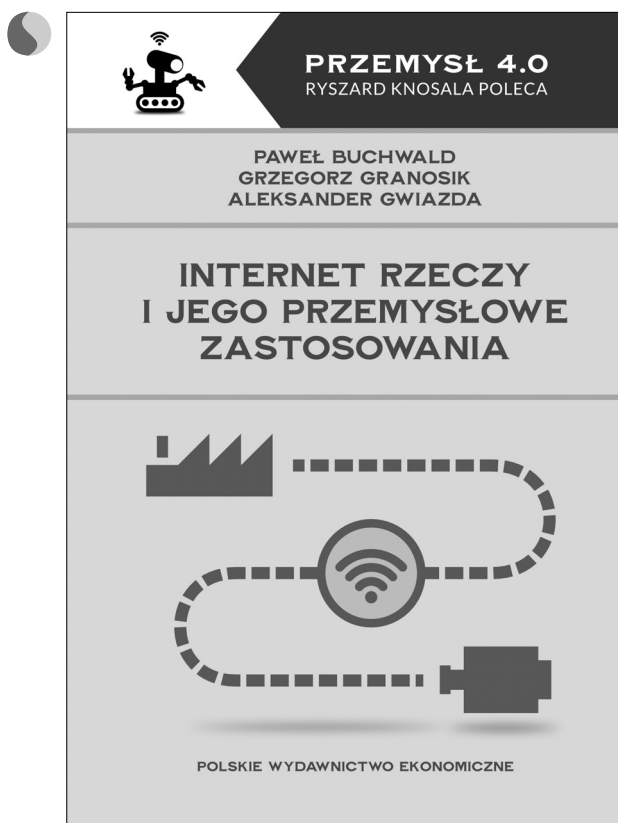 PRZEMYSŁ 4.0
RYSZARD KNOSALA POLECA
PAWEŁ BUCHWALD
GRZEGORZ GRANOSIK
ALEKSANDER GWIAZDA
INTERNET RZECZY
I JEGO PRZEMYSŁOWE
ZASTOSOWANIA
POLSKIE WYDAWNICTWO EKONOMICZNE